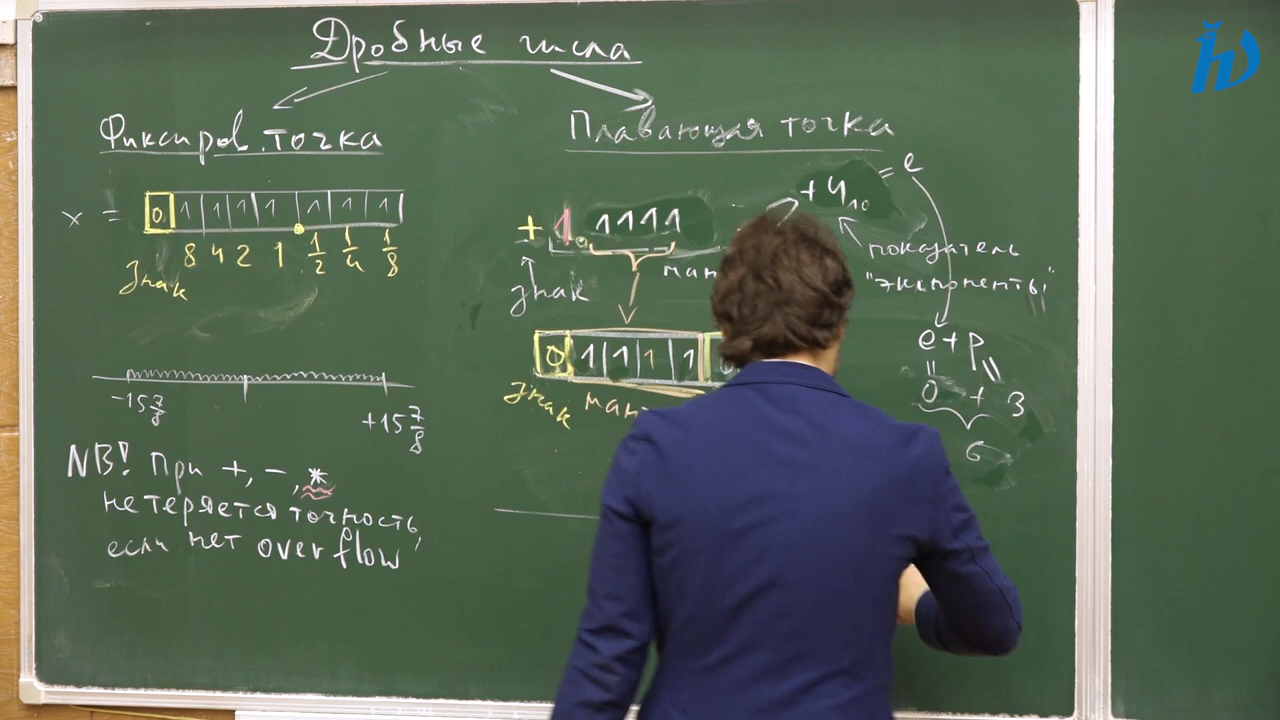 Дробные числа
Фиксиров. точка
x = 0 1 1 1 1 1 1 1
8 4 2 1 1/2 1/4 1/8
Знак
-15 7/8
+15 7/8
NB! При +, -, *
не теряется точность,
если нет overflow
Плавающая точка
+ 1. 1111
+4₁₀ = e
знак
показатель
"экспоненты"
0 1 1 1 1
знак
e+p
0 + 3